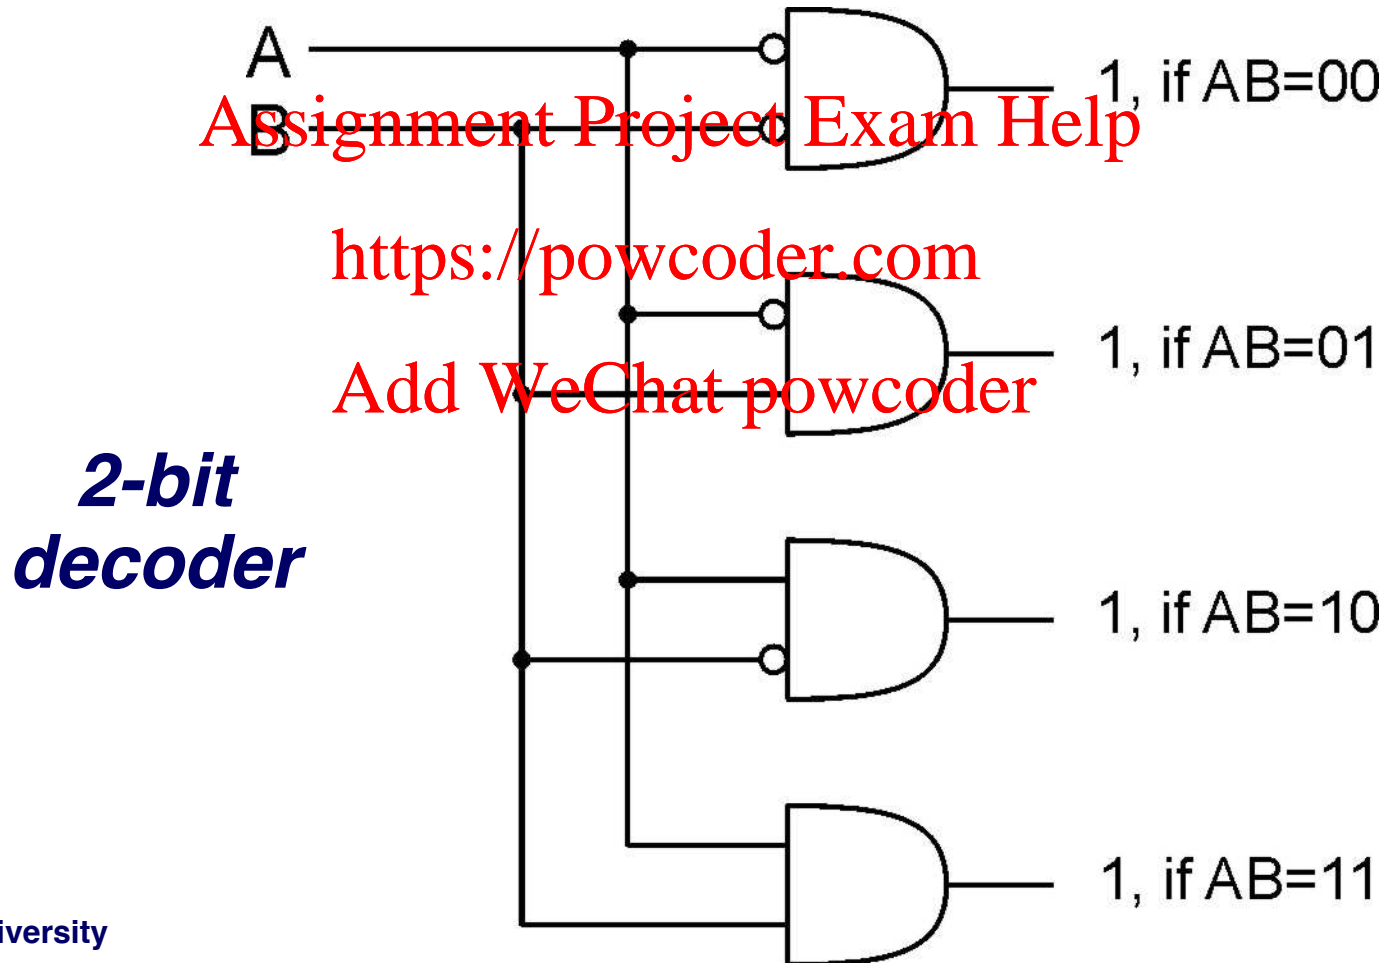 A
1, if AB=00
B
Assignment Project Exam Help
https://powcoder.com
1, if AB=01
Add WeChat powcoder
2-bit
decoder
1, if AB=10
1, if AB=11
iversity